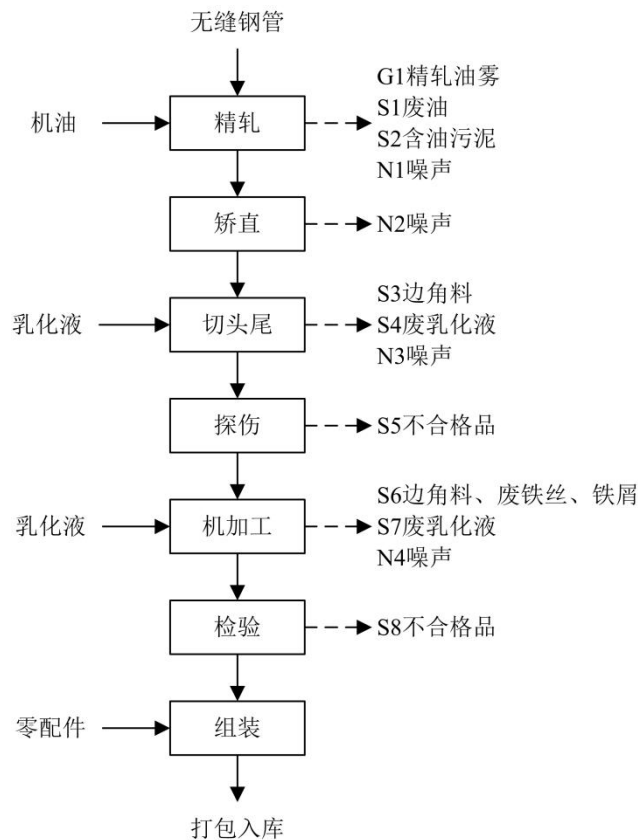 无缝钢管
机油
精轧
G1精轧油雾
S1废油
S2含油污泥
N1噪声
矫直
N2噪声
乳化液
切头尾
S3边角料
S4废乳化液
N3噪声
探伤
S5不合格品
乳化液
机加工
S6边角料、废铁丝、铁屑
S7废乳化液
N4噪声
检验
S8不合格品
零配件
组装
打包入库